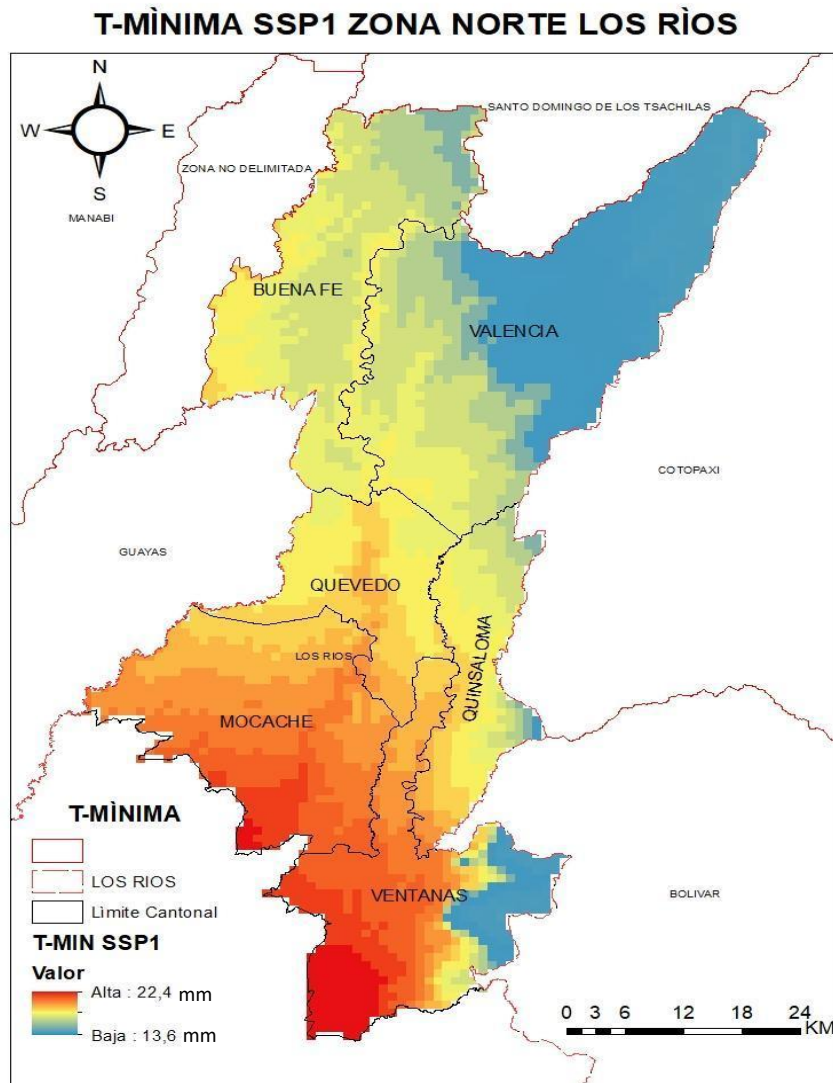 T-MÌNIMA SSP1 ZONA NORTE LOS RÌOS
N
W
E
S
SANTO DOMINGO DE LOS TSACHILAS
ZONA NO DELIMITADA
MANABI
BUENA FE
VALENCIA
COTOPAXI
GUAYAS
QUEVEDO
QUINSALOMA
LOS RIOS
MOCACHE
VENTANAS
BOLIVAR
T-MÌNIMA
LOS RIOS
Lìmite Cantonal
T-MIN SSP1
Valor
Alta : 22,4 mm
Baja : 13,6 mm
0 3 6 12 18 24
KM